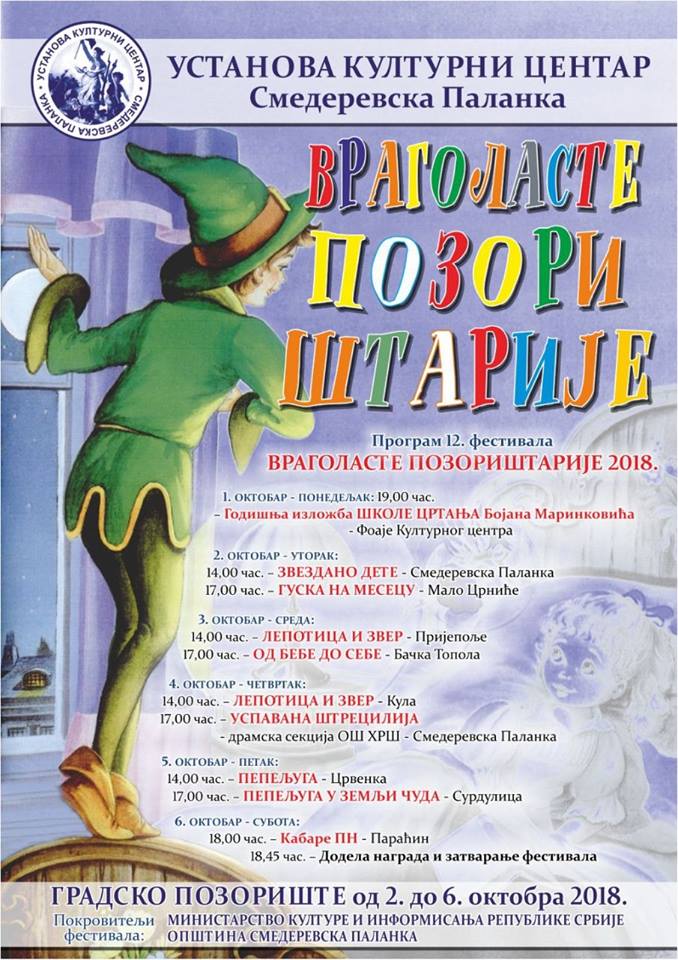 УСТАНОВА КУЛТУРНИ ЦЕНТАР • СМЕДЕРЕВСКА ПАЛАНКА •
УСТАНОВА КУЛТУРНИ ЦЕНТАР
Смедеревска Паланка
ВРАГОЛАСТЕ
ПОЗОРИ
ШТАРИЈЕ
Програм 12. фестивала
ВРАГОЛАСТЕ ПОЗОРИШТАРИЈЕ 2018.
1. ОКТОБАР - ПОНЕДЕЉАК: 19,00 час.
– Годишња изложба ШКОЛЕ ЦРТАЊА Бојана Маринковића
- Фоаје Културног центра
2. ОКТОБАР - УТОРАК:
14,00 час. – ЗВЕЗДАНО ДЕТЕ - Смедеревска Паланка
17,00 час. – ГУСКА НА МЕСЕЦУ - Мало Црниће
3. ОКТОБАР - СРЕДА:
14,00 час. – ЛЕПОТИЦА И ЗВЕР - Пријепоље
17,00 час. – ОД БЕБЕ ДО СЕБЕ - Бачка Топола
4. ОКТОБАР - ЧЕТВРТАК:
14,00 час. – ЛЕПОТИЦА И ЗВЕР - Кула
17,00 час. – УСПАВАНА ШТРЕЦИЛИЈА
- драмска секција ОШ ХРШ - Смедеревска Паланка
5. ОКТОБАР - ПЕТАК:
14,00 час. – ПЕПЕЉУГА - Црвенка
17,00 час. – ПЕПЕЉУГА У ЗЕМЉИ ЧУДА - Сурдулица
6. ОКТОБАР - СУБОТА:
18,00 час. – Кабаре ПН - Параћин
18,45 час. – Додела награда и затварање фестивала
ГРАДСКО ПОЗОРИШТЕ од 2. до 6. октобра 2018.
Покровитељи фестивала:
МИНИСТАРСТВО КУЛТУРЕ И ИНФОРМИСАЊА РЕПУБЛИКЕ СРБИЈЕ
ОПШТИНА СМЕДЕРЕВСКА ПАЛАНКА